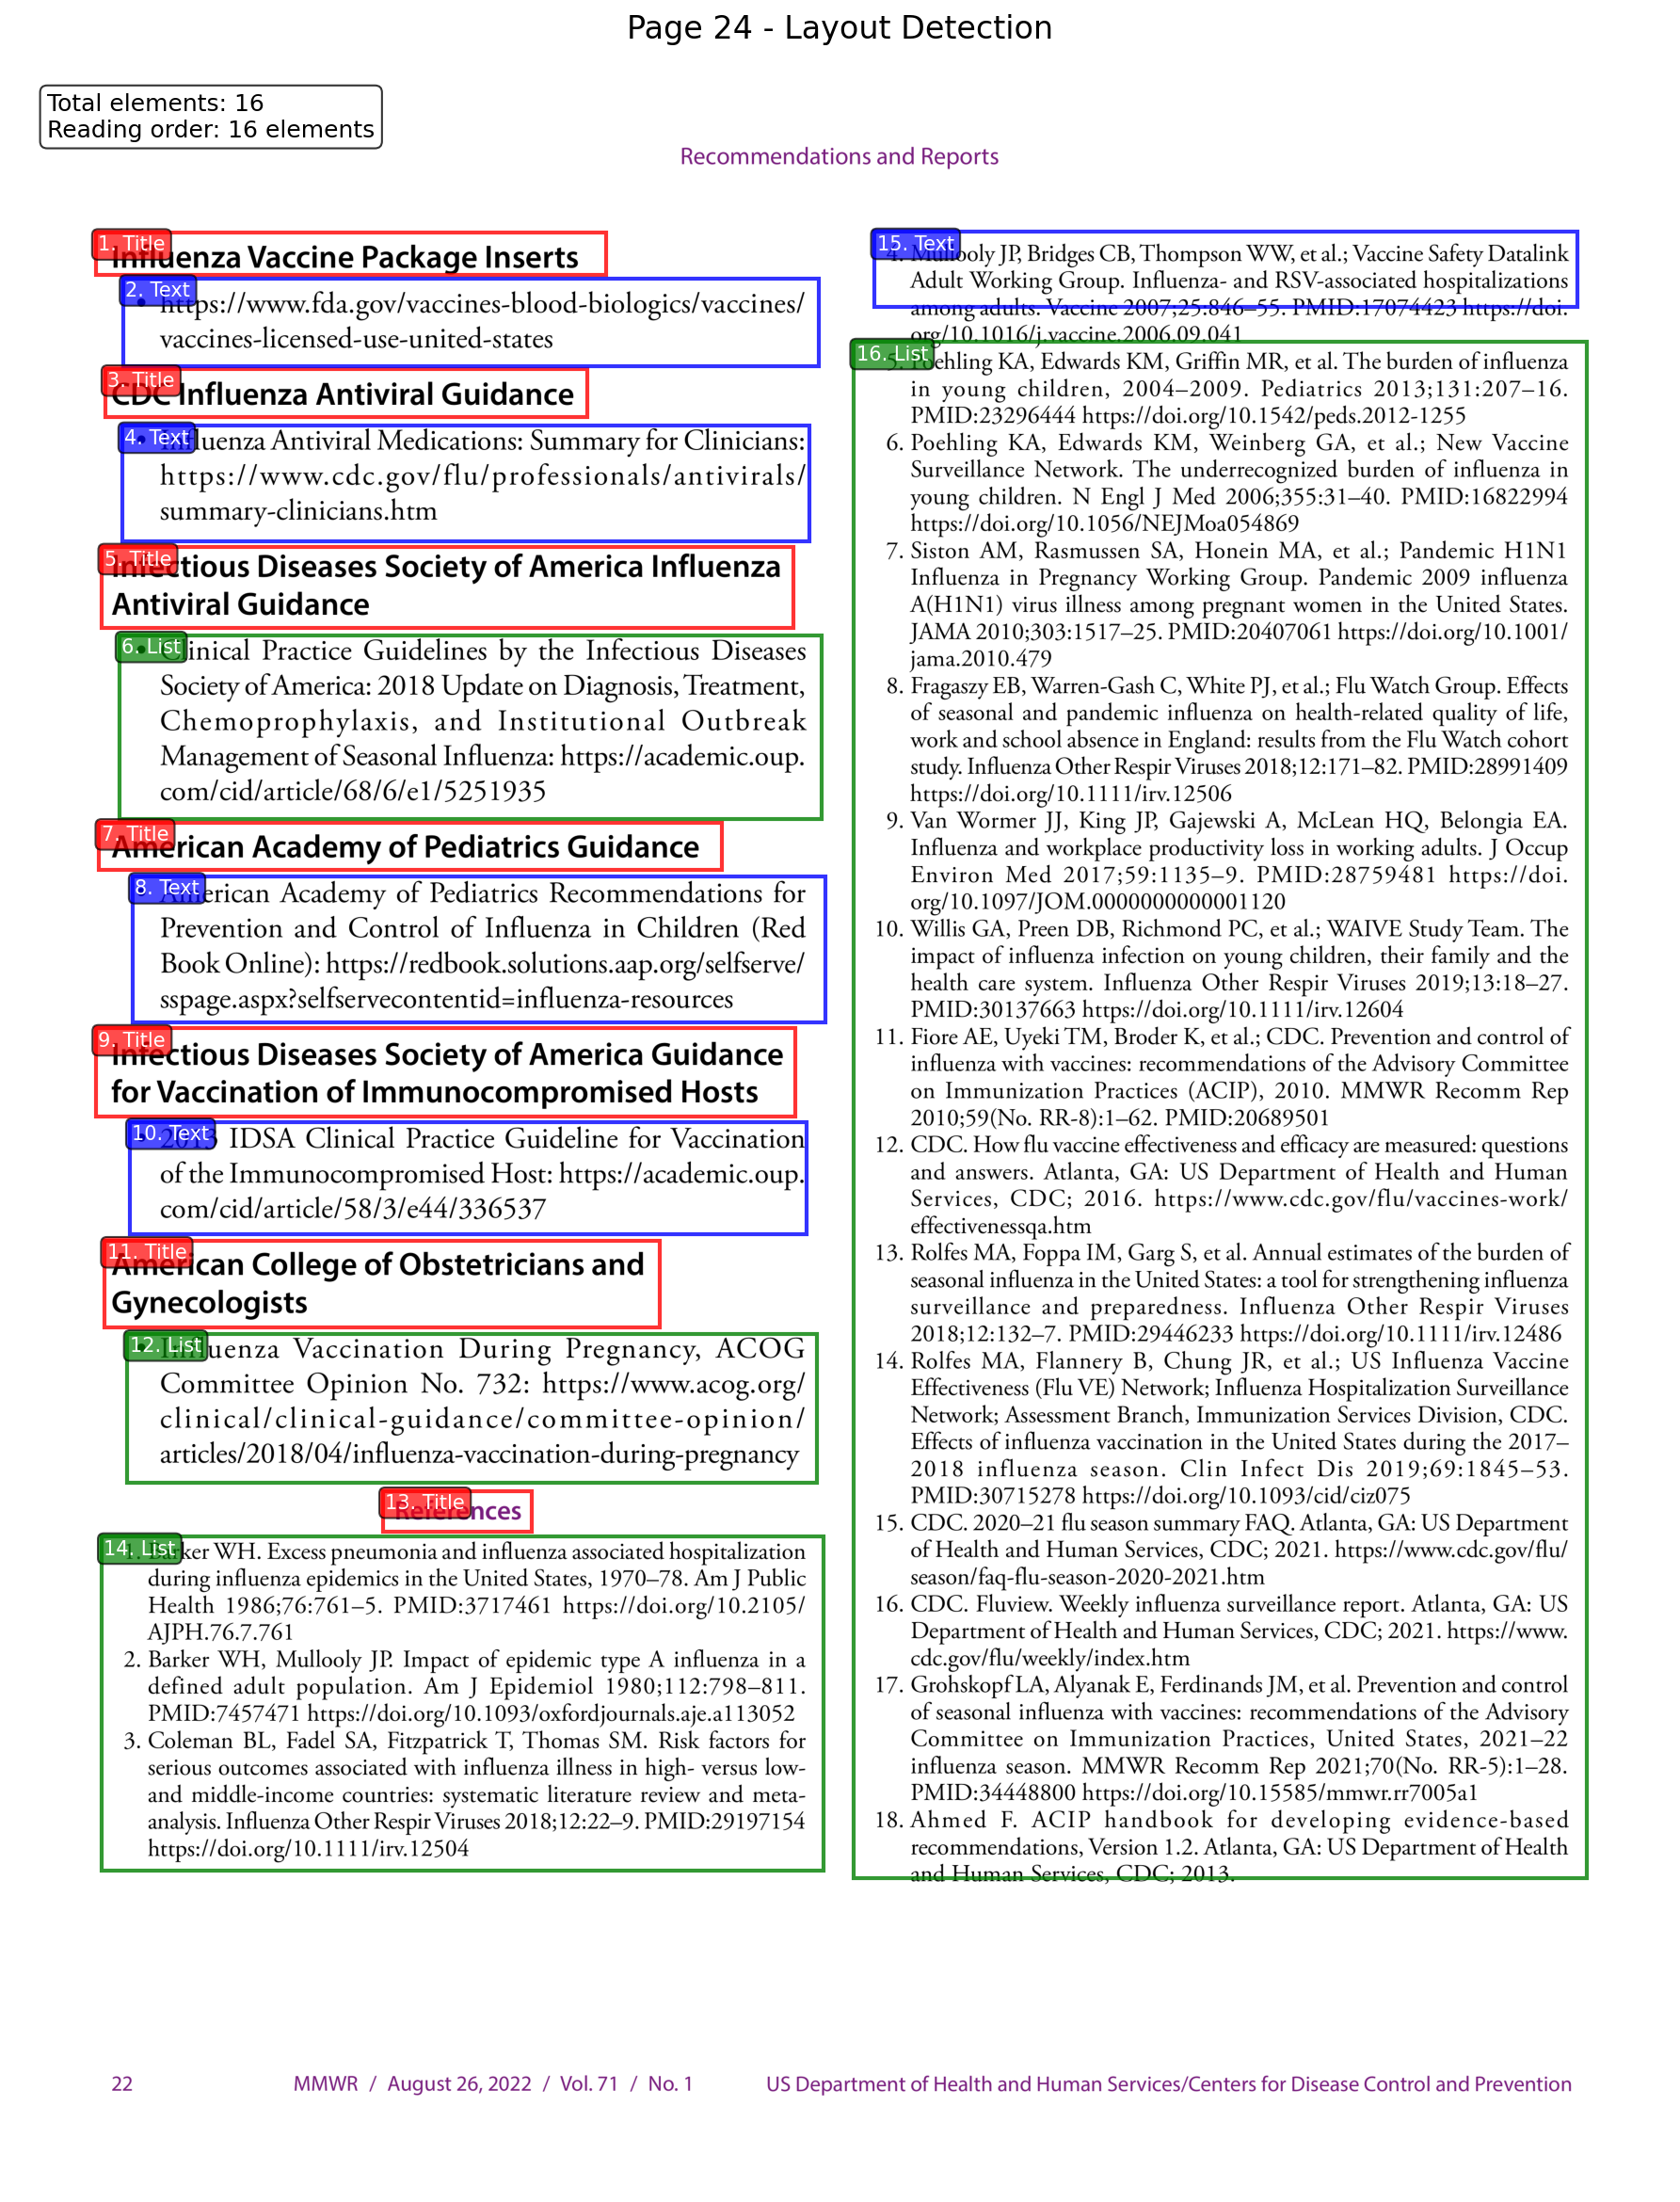 Page 24 - Layout Detection
Total elements: 16
Reading order: 16 elements
Recommendations and Reports
1. Title
Influenza Vaccine Package Inserts
2. Text
• https://www.fda.gov/vaccines-blood-biologics/vaccines/
vaccines-licensed-use-united-states
3. Title
CDC Influenza Antiviral Guidance
4. Text
• Influenza Antiviral Medications: Summary for Clinicians:
https://www.cdc.gov/flu/professionals/antivirals/
summary-clinicians.htm
5. Title
Infectious Diseases Society of America Influenza
Antiviral Guidance
6. List
• Clinical Practice Guidelines by the Infectious Diseases
Society of America: 2018 Update on Diagnosis, Treatment,
Chemoprophylaxis, and Institutional Outbreak
Management of Seasonal Influenza: https://academic.oup.
com/cid/article/68/6/e1/5251935
7. Title
American Academy of Pediatrics Guidance
8. Text
American Academy of Pediatrics Recommendations for
Prevention and Control of Influenza in Children (Red
Book Online): https://redbook.solutions.aap.org/selfserve/
sspage.aspx?selfservecontentid=influenza-resources
9. Title
Infectious Diseases Society of America Guidance
for Vaccination of Immunocompromised Hosts
10. Text
2013 IDSA Clinical Practice Guideline for Vaccination
of the Immunocompromised Host: https://academic.oup.
com/cid/article/58/3/e44/336537
11. Title
American College of Obstetricians and
Gynecologists
12. List
• Influenza Vaccination During Pregnancy, ACOG
Committee Opinion No. 732: https://www.acog.org/
clinical/clinical-guidance/committee-opinion/
articles/2018/04/influenza-vaccination-during-pregnancy
13. Title
References
14. List
1. Barker WH. Excess pneumonia and influenza associated hospitalization
during influenza epidemics in the United States, 1970–78. Am J Public
Health 1986;76:761–5. PMID:3717461 https://doi.org/10.2105/
AJPH.76.7.761
2. Barker WH, Mullooly JP. Impact of epidemic type A influenza in a
defined adult population. Am J Epidemiol 1980;112:798–811.
PMID:7457471 https://doi.org/10.1093/oxfordjournals.aje.a113052
3. Coleman BL, Fadel SA, Fitzpatrick T, Thomas SM. Risk factors for
serious outcomes associated with influenza illness in high- versus low-
and middle-income countries: systematic literature review and meta-
analysis. Influenza Other Respir Viruses 2018;12:22–9. PMID:29197154
https://doi.org/10.1111/irv.12504
15. Text
4. Mullooly JP, Bridges CB, Thompson WW, et al.; Vaccine Safety Datalink
Adult Working Group. Influenza- and RSV-associated hospitalizations
among adults. Vaccine 2007;25:846–55. PMID:17074423 https://doi.
org/10.1016/j.vaccine.2006.09.041
16. List
5. Poehling KA, Edwards KM, Griffin MR, et al. The burden of influenza
in young children, 2004–2009. Pediatrics 2013;131:207–16.
PMID:23296444 https://doi.org/10.1542/peds.2012-1255
6. Poehling KA, Edwards KM, Weinberg GA, et al.; New Vaccine
Surveillance Network. The underrecognized burden of influenza in
young children. N Engl J Med 2006;355:31–40. PMID:16822994
https://doi.org/10.1056/NEJMoa054869
7. Siston AM, Rasmussen SA, Honein MA, et al.; Pandemic H1N1
Influenza in Pregnancy Working Group. Pandemic 2009 influenza
A(H1N1) virus illness among pregnant women in the United States.
JAMA 2010;303:1517–25. PMID:20407061 https://doi.org/10.1001/
jama.2010.479
8. Fragaszy EB, Warren-Gash C, White PJ, et al.; Flu Watch Group. Effects
of seasonal and pandemic influenza on health-related quality of life,
work and school absence in England: results from the Flu Watch cohort
study. Influenza Other Respir Viruses 2018;12:171–82. PMID:28991409
https://doi.org/10.1111/irv.12506
9. Van Wormer JJ, King JP, Gajewski A, McLean HQ, Belongia EA.
Influenza and workplace productivity loss in working adults. J Occup
Environ Med 2017;59:1135–9. PMID:28759481 https://doi.
org/10.1097/JOM.0000000000001120
10. Willis GA, Preen DB, Richmond PC, et al.; WAIVE Study Team. The
impact of influenza infection on young children, their family and the
health care system. Influenza Other Respir Viruses 2019;13:18–27.
PMID:30137663 https://doi.org/10.1111/irv.12604
11. Fiore AE, Uyeki TM, Broder K, et al.; CDC. Prevention and control of
influenza with vaccines: recommendations of the Advisory Committee
on Immunization Practices (ACIP), 2010. MMWR Recomm Rep
2010;59(No. RR-8):1–62. PMID:20689501
12. CDC. How flu vaccine effectiveness and efficacy are measured: questions
and answers. Atlanta, GA: US Department of Health and Human
Services, CDC; 2016. https://www.cdc.gov/flu/vaccines-work/
effectivenessqa.htm
13. Rolfes MA, Foppa IM, Garg S, et al. Annual estimates of the burden of
seasonal influenza in the United States: a tool for strengthening influenza
surveillance and preparedness. Influenza Other Respir Viruses
2018;12:132–7. PMID:29446233 https://doi.org/10.1111/irv.12486
14. Rolfes MA, Flannery B, Chung JR, et al.; US Influenza Vaccine
Effectiveness (Flu VE) Network; Influenza Hospitalization Surveillance
Network; Assessment Branch, Immunization Services Division, CDC.
Effects of influenza vaccination in the United States during the 2017–
2018 influenza season. Clin Infect Dis 2019;69:1845–53.
PMID:30715278 https://doi.org/10.1093/cid/ciz075
15. CDC. 2020–21 flu season summary FAQ. Atlanta, GA: US Department
of Health and Human Services, CDC; 2021. https://www.cdc.gov/flu/
season/faq-flu-season-2020-2021.htm
16. CDC. Fluview. Weekly influenza surveillance report. Atlanta, GA: US
Department of Health and Human Services, CDC; 2021. https://www.
cdc.gov/flu/weekly/index.htm
17. Grohskopf LA, Alyanak E, Ferdinands JM, et al. Prevention and control
of seasonal influenza with vaccines: recommendations of the Advisory
Committee on Immunization Practices, United States, 2021–22
influenza season. MMWR Recomm Rep 2021;70(No. RR-5):1–28.
PMID:34448800 https://doi.org/10.15585/mmwr.rr7005a1
18. Ahmed F. ACIP handbook for developing evidence-based
recommendations, Version 1.2. Atlanta, GA: US Department of Health
and Human Services, CDC; 2013.
22 MMWR / August 26, 2022 / Vol. 71 / No. 1 US Department of Health and Human Services/Centers for Disease Control and Prevention